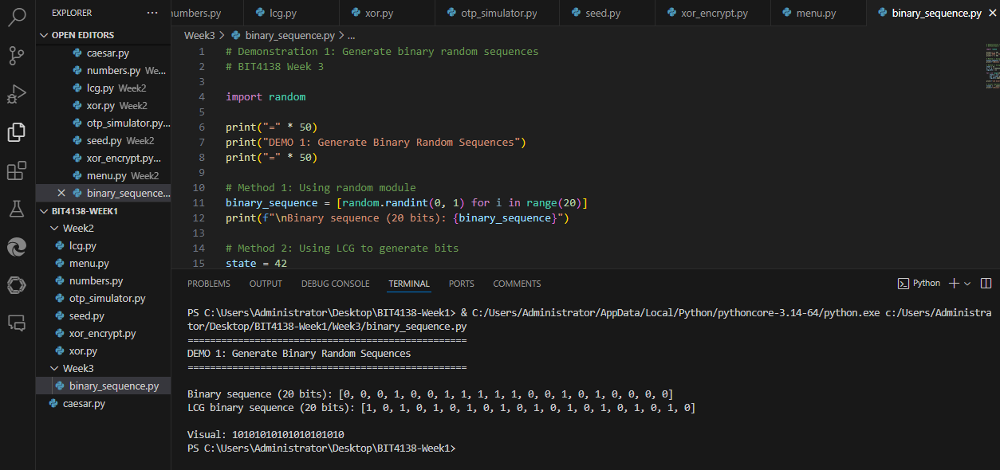 EXPLORER ···
OPEN EDITORS
caesar.py
numbers.py We...
lcg.py Week2
xor.py Week2
otp_simulator.py...
seed.py Week2
xor_encrypt.py...
menu.py Week2
binary_sequence...
BIT4138-WEEK1
Week2
lcg.py
menu.py
numbers.py
otp_simulator.py
seed.py
xor_encrypt.py
xor.py
Week3
binary_sequence.py
caesar.py
numbers.py lcg.py xor.py otp_simulator.py seed.py xor_encrypt.py menu.py binary_sequence.py
Week3 > binary_sequence.py > ...
1 # Demonstration 1: Generate binary random sequences
2 # BIT4138 Week 3
3
4 import random
5
6 print("=" * 50)
7 print("DEMO 1: Generate Binary Random Sequences")
8 print("=" * 50)
9
10 # Method 1: Using random module
11 binary_sequence = [random.randint(0, 1) for i in range(20)]
12 print(f"\nBinary sequence (20 bits): {binary_sequence}")
13
14 # Method 2: Using LCG to generate bits
15 state = 42
PROBLEMS OUTPUT DEBUG CONSOLE TERMINAL PORTS COMMENTS Python
PS C:\Users\Administrator\Desktop\BIT4138-Week1> & C:/Users/Administrator/AppData/Local/Python/pythoncore-3.14-64/python.exe c:/Users/Administra
tor/Desktop/BIT4138-Week1/Week3/binary_sequence.py
==================================================
DEMO 1: Generate Binary Random Sequences
==================================================
Binary sequence (20 bits): [0, 0, 0, 1, 0, 0, 1, 1, 1, 1, 1, 0, 0, 1, 0, 1, 0, 0, 0, 0]
LCG binary sequence (20 bits): [1, 0, 1, 0, 1, 0, 1, 0, 1, 0, 1, 0, 1, 0, 1, 0, 1, 0, 1, 0]
Visual: 10101010101010101010
PS C:\Users\Administrator\Desktop\BIT4138-Week1>